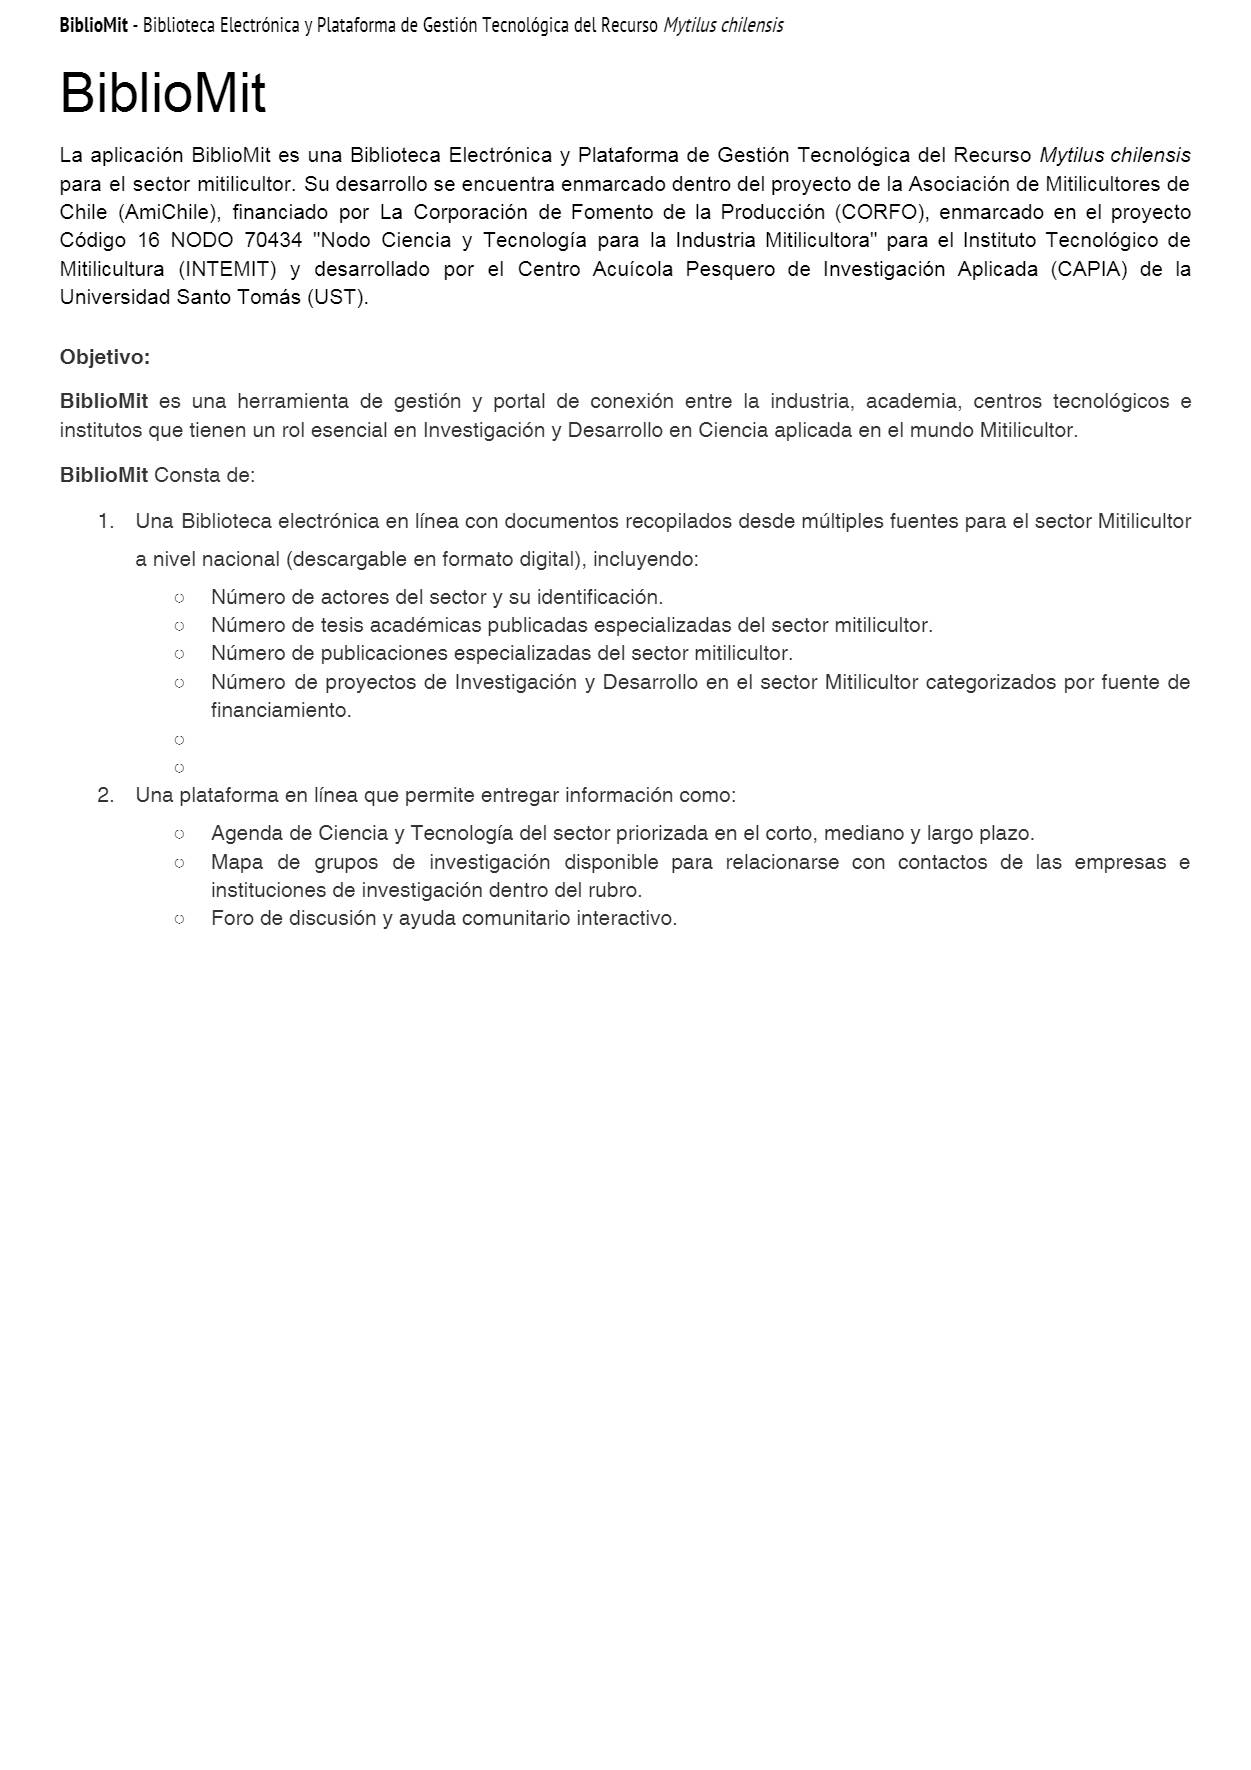 BiblioMit - Biblioteca Electrónica y Plataforma de Gestión Tecnológica del Recurso Mytilus chilensis
BiblioMit
La aplicación BiblioMit es una Biblioteca Electrónica y Plataforma de Gestión Tecnológica del Recurso Mytilus chilensis
para el sector mitilicultor. Su desarrollo se encuentra enmarcado dentro del proyecto de la Asociación de Mitilicultores de
Chile (AmiChile), financiado por La Corporación de Fomento de la Producción (CORFO), enmarcado en el proyecto
Código 16 NODO 70434 "Nodo Ciencia y Tecnología para la Industria Mitilicultora" para el Instituto Tecnológico de
Mitilicultura (INTEMIT) y desarrollado por el Centro Acuícola Pesquero de Investigación Aplicada (CAPIA) de la
Universidad Santo Tomás (UST).
Objetivo:
BiblioMit es una herramienta de gestión y portal de conexión entre la industria, academia, centros tecnológicos e
institutos que tienen un rol esencial en Investigación y Desarrollo en Ciencia aplicada en el mundo Mitilicultor.
BiblioMit Consta de:
1. Una Biblioteca electrónica en línea con documentos recopilados desde múltiples fuentes para el sector Mitilicultor
a nivel nacional (descargable en formato digital), incluyendo:
○ Número de actores del sector y su identificación.
○ Número de tesis académicas publicadas especializadas del sector mitilicultor.
○ Número de publicaciones especializadas del sector mitilicultor.
○ Número de proyectos de Investigación y Desarrollo en el sector Mitilicultor categorizados por fuente de
financiamiento.
○
○
2. Una plataforma en línea que permite entregar información como:
○ Agenda de Ciencia y Tecnología del sector priorizada en el corto, mediano y largo plazo.
○ Mapa de grupos de investigación disponible para relacionarse con contactos de las empresas e
instituciones de investigación dentro del rubro.
○ Foro de discusión y ayuda comunitario interactivo.